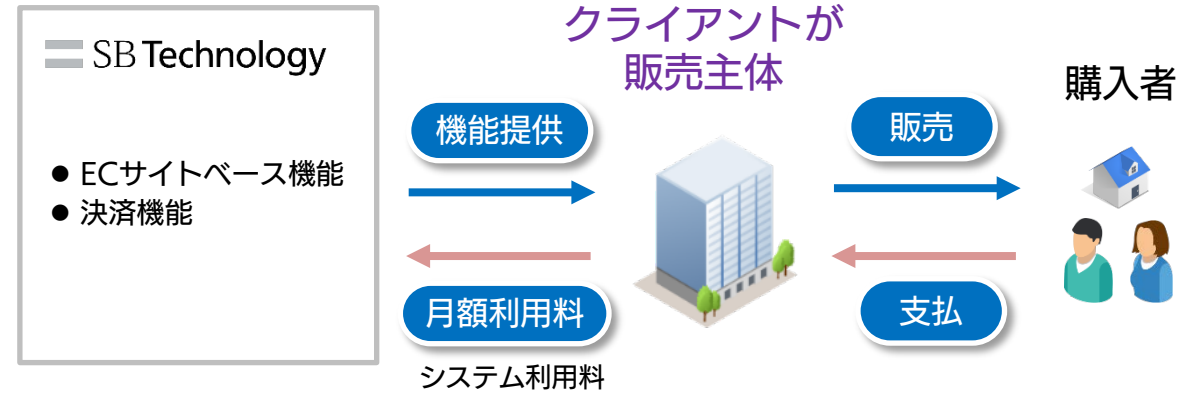 SB Technology
● ECサイトベース機能
● 決済機能
機能提供
月額利用料
システム利用料
クライアントが
販売主体
販売
支払
購入者